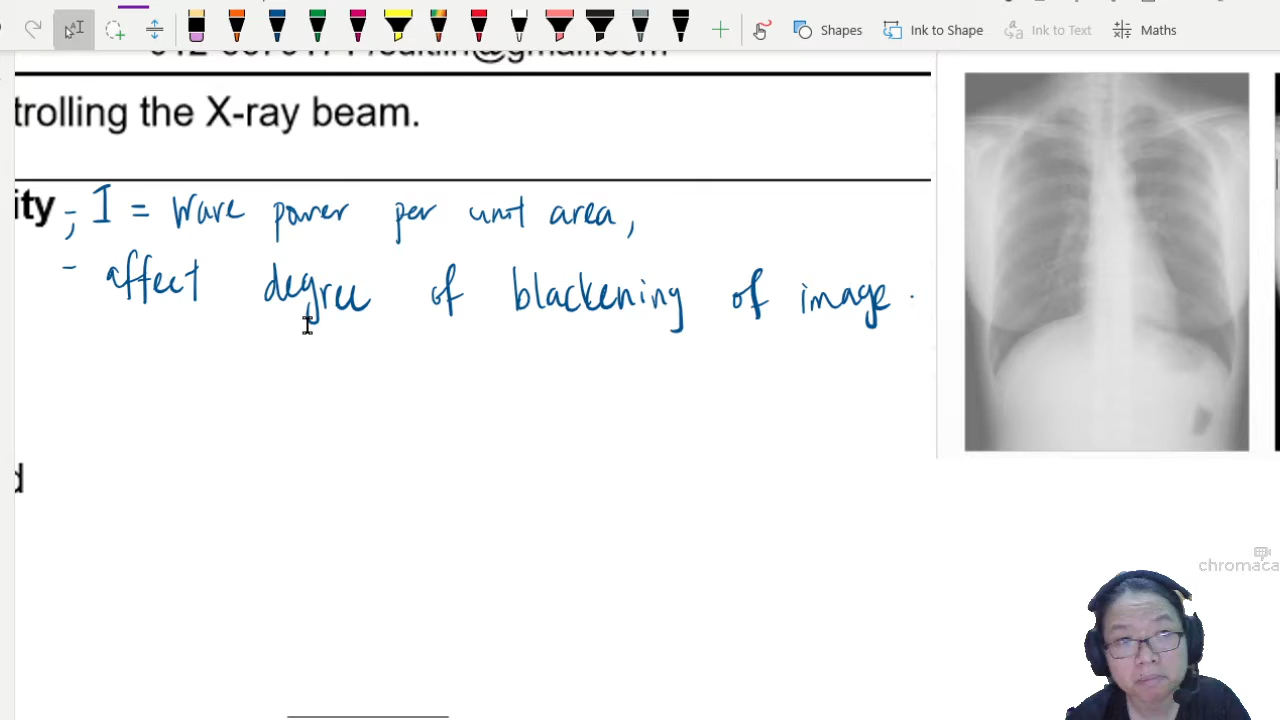 Shapes
Ink to Shape
Ink to Text
Maths
trolling the X-ray beam.
ity - I = Wave power per unit area,
- affect degree of blackening of image.
d
chromaca